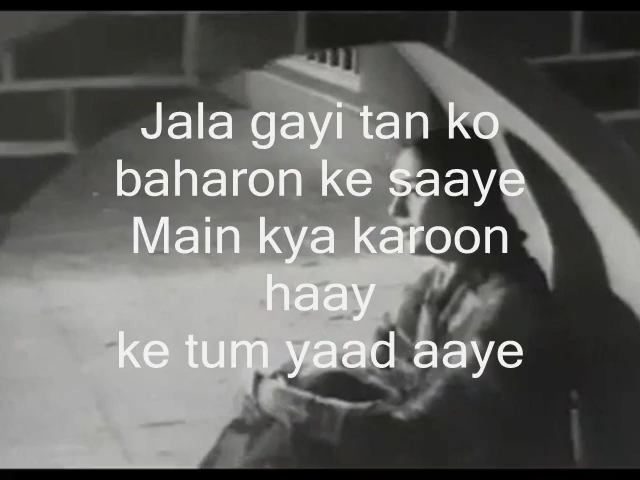 Jala gayi tan ko
baharon ke saaye
Main kya karoon
haay
ke tum yaad aaye